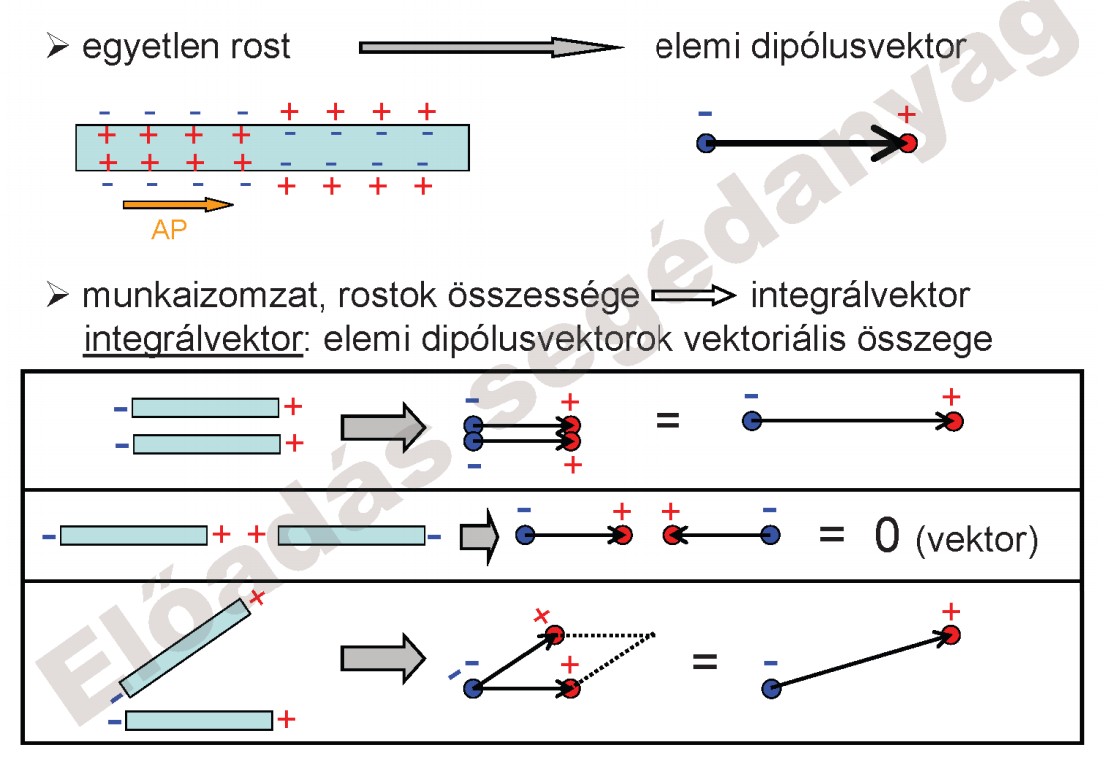 ➢ egyetlen rost elemi dipólusvektor
- - - - + + + +
+ + + + - - - -
+ + + + - - - -
- - - - + + + +
- +
AP
➢ munkaizomzat, rostok összessége integrálvektor
integrálvektor: elemi dipólusvektorok vektoriális összege
- + - + = - +
- + - +
- + + - - + + - = 0 (vektor)
- + - + = - +
- + - +
Előadás segédanyag